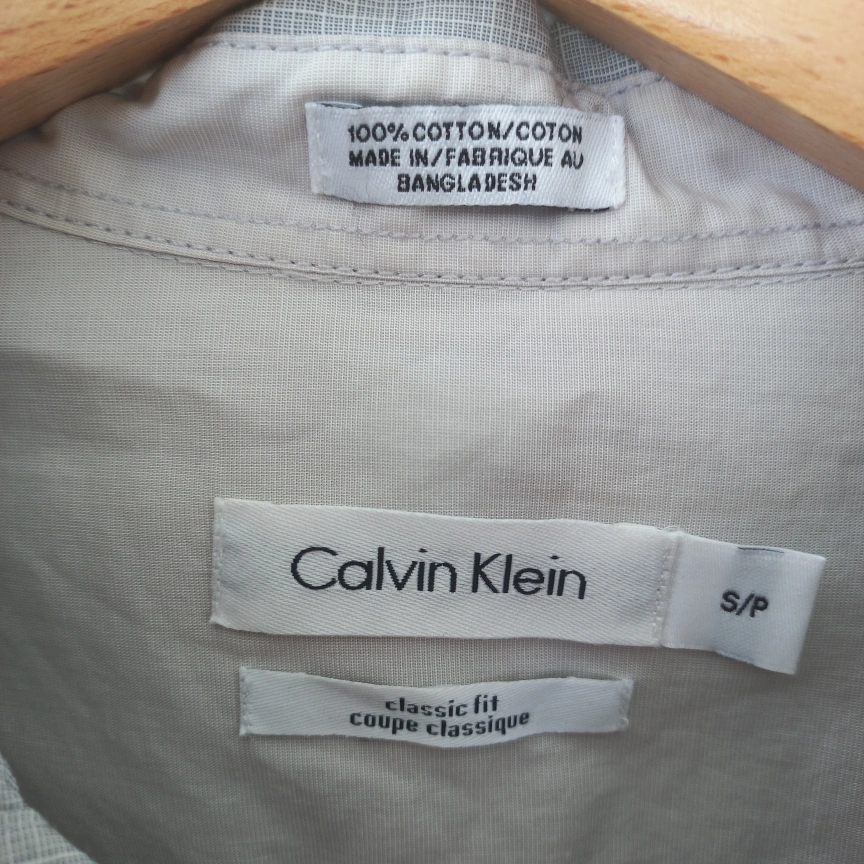 100% COTTON/COTON
MADE IN/FABRIQUE AU
BANGLADESH
Calvin Klein
S/P
classic fit
coupe classique